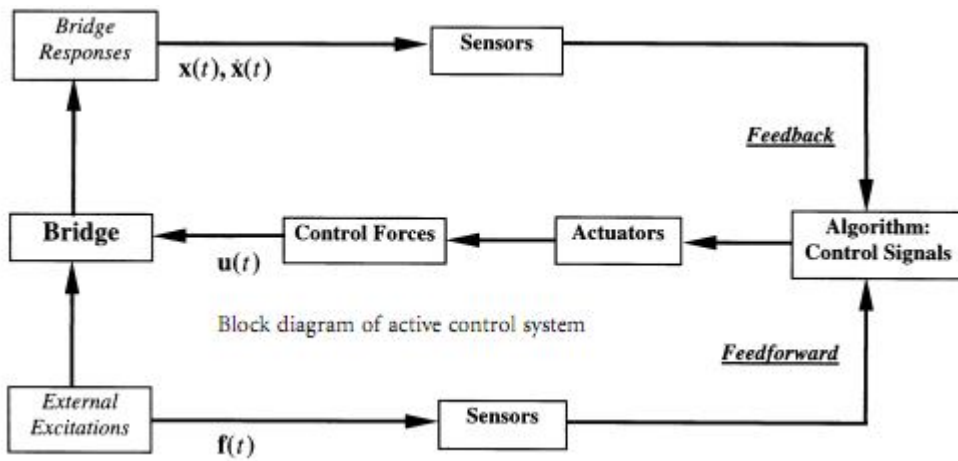 Bridge
Responses
Sensors
x(t), ẋ(t)
Feedback
Bridge
Control Forces
Actuators
Algorithm:
Control Signals
u(t)
Block diagram of active control system
Feedforward
External
Excitations
Sensors
f(t)